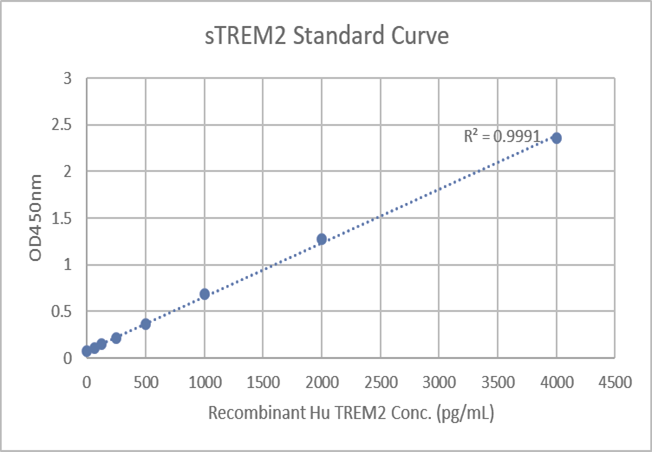 sTREM2 Standard Curve
3
2.5
2
1.5
1
0.5
0
OD450nm
R² = 0.9991
0 500 1000 1500 2000 2500 3000 3500 4000 4500
Recombinant Hu TREM2 Conc. (pg/mL)